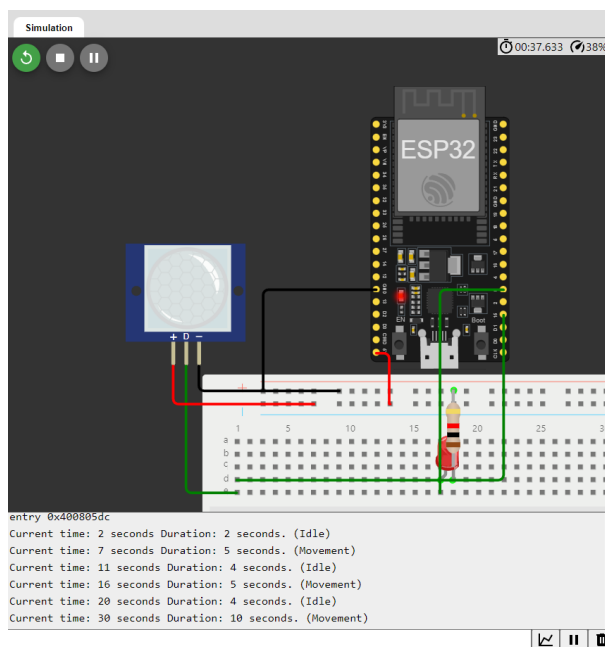 Simulation
00:37.633 38%
ESP32
EN
Boot
+ D −
1 5 10 15 20 25
a
b
c
d
e
entry 0x400805dc
Current time: 2 seconds Duration: 2 seconds. (Idle)
Current time: 7 seconds Duration: 5 seconds. (Movement)
Current time: 11 seconds Duration: 4 seconds. (Idle)
Current time: 16 seconds Duration: 5 seconds. (Movement)
Current time: 20 seconds Duration: 4 seconds. (Idle)
Current time: 30 seconds Duration: 10 seconds. (Movement)